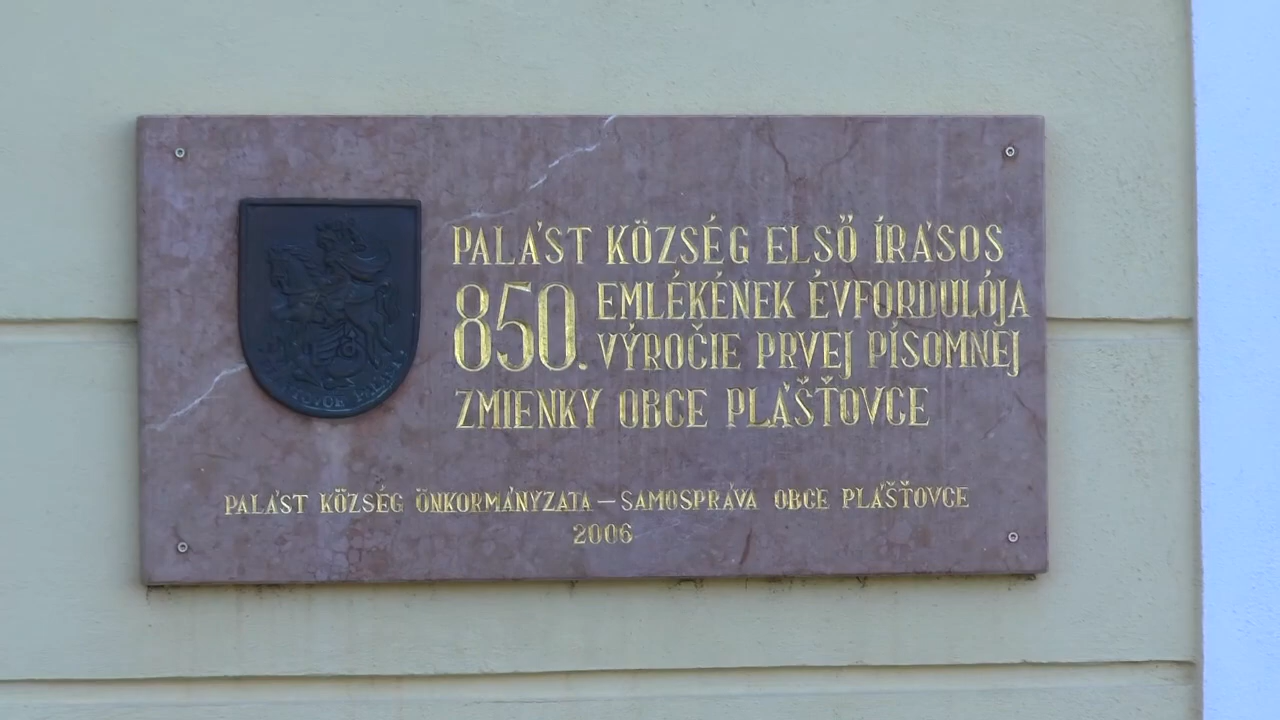 PALÁST KÖZSÉG ELSŐ ÍRÁSOS
850. EMLÉKÉNEK ÉVFORDULÓJA
VÝROČIE PRVEJ PÍSOMNEJ
ZMIENKY OBCE PLÁŠŤOVCE
PALÁST KÖZSÉG ÖNKORMÁNYZATA – SAMOSPRÁVA OBCE PLÁŠŤOVCE
2006